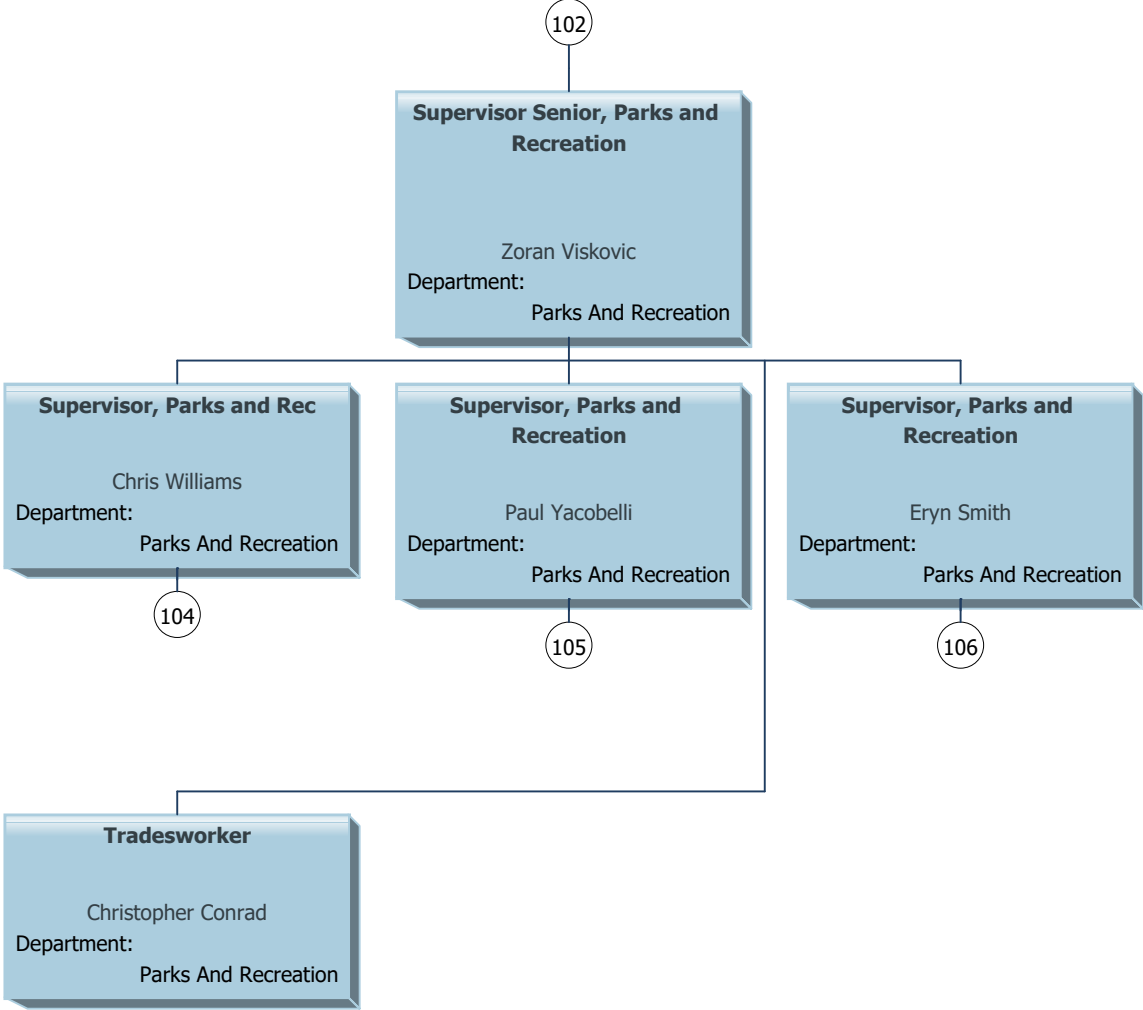 102
Supervisor Senior, Parks and
Recreation
Zoran Viskovic
Department:
Parks And Recreation
Supervisor, Parks and Rec
Chris Williams
Department:
Parks And Recreation
104
Supervisor, Parks and
Recreation
Paul Yacobelli
Department:
Parks And Recreation
105
Supervisor, Parks and
Recreation
Eryn Smith
Department:
Parks And Recreation
106
Tradesworker
Christopher Conrad
Department:
Parks And Recreation